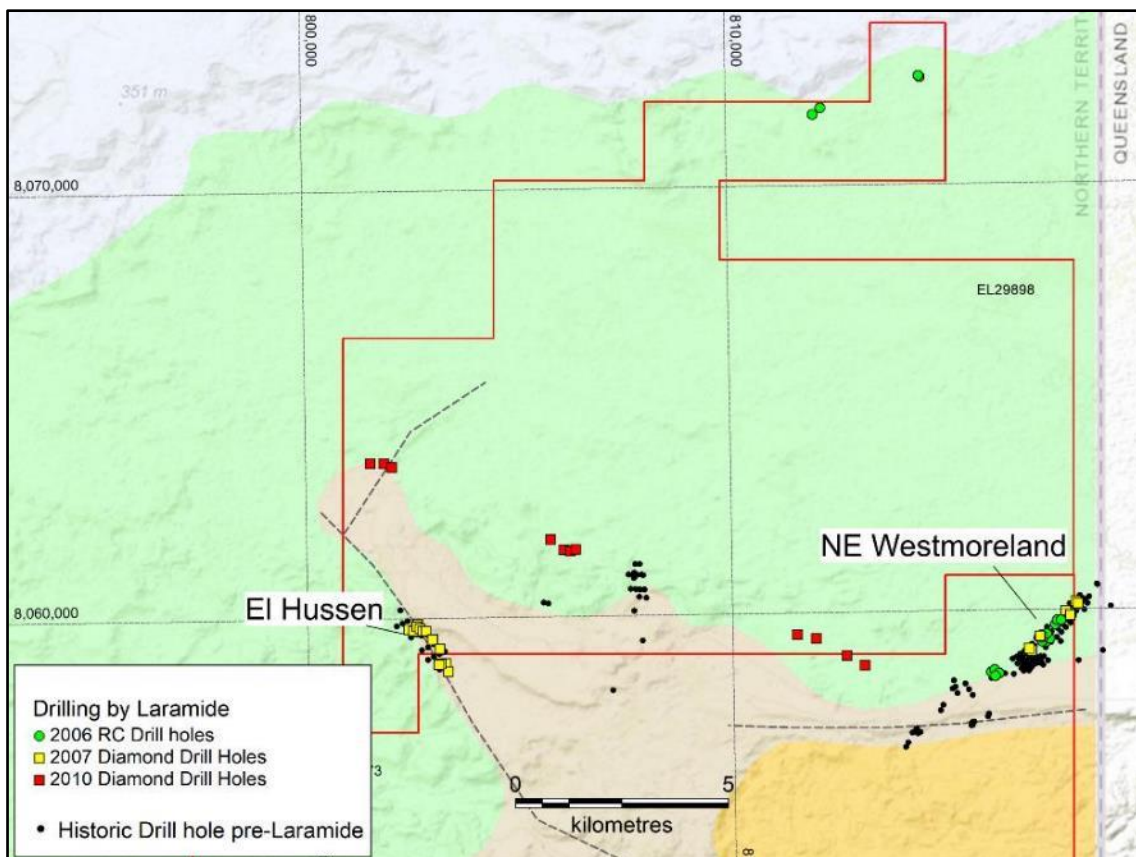 800,000
810,000
NORTHERN TERRIT
QUEENSLAND
351 m
8,070,000
EL29898
NE Westmoreland
8,060,000
El Hussen
Drilling by Laramide
2006 RC Drill holes
2007 Diamond Drill Holes
2010 Diamond Drill Holes
Historic Drill hole pre-Laramide
3
0 5
kilometres
8